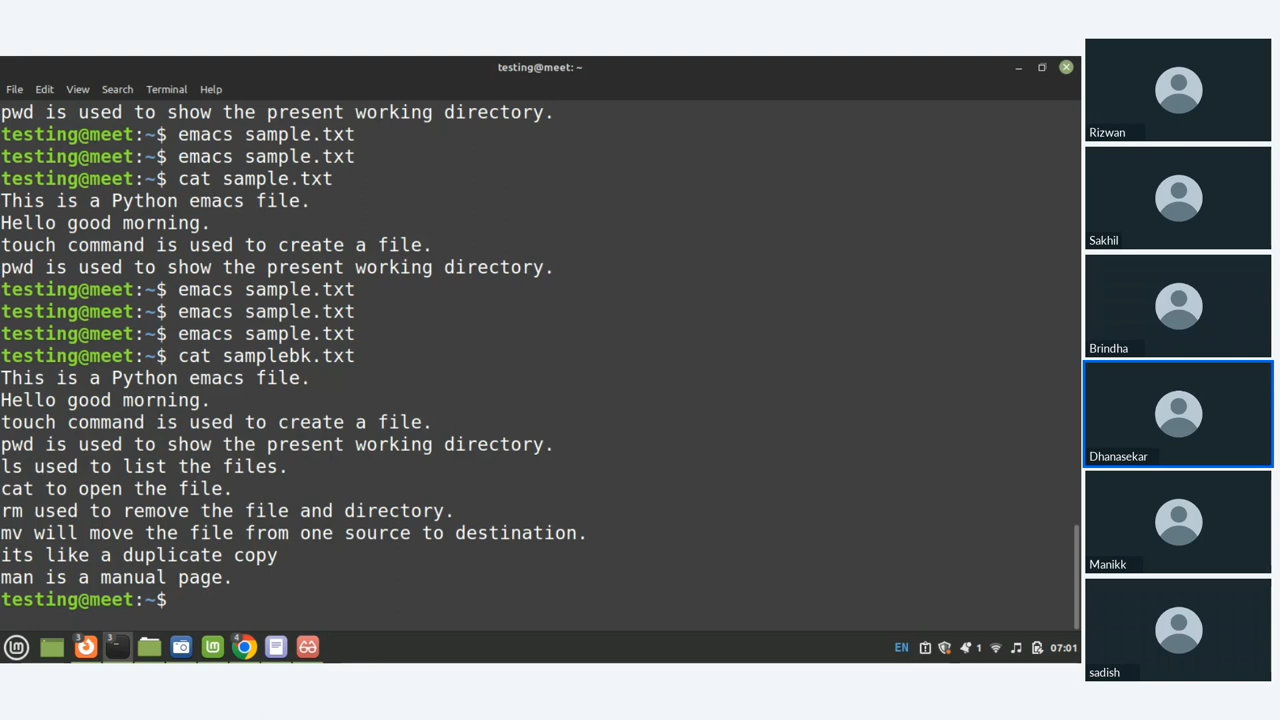 testing@meet: ~
File Edit View Search Terminal Help
pwd is used to show the present working directory.
testing@meet:~$ emacs sample.txt
testing@meet:~$ emacs sample.txt
testing@meet:~$ cat sample.txt
This is a Python emacs file.
Hello good morning.
touch command is used to create a file.
pwd is used to show the present working directory.
testing@meet:~$ emacs sample.txt
testing@meet:~$ emacs sample.txt
testing@meet:~$ emacs sample.txt
testing@meet:~$ cat samplebk.txt
This is a Python emacs file.
Hello good morning.
touch command is used to create a file.
pwd is used to show the present working directory.
ls used to list the files.
cat to open the file.
rm used to remove the file and directory.
mv will move the file from one source to destination.
its like a duplicate copy
man is a manual page.
testing@meet:~$
3 3 4 EN 1 07:01
Rizwan
Sakhil
Brindha
Dhanasekar
Manikk
sadish